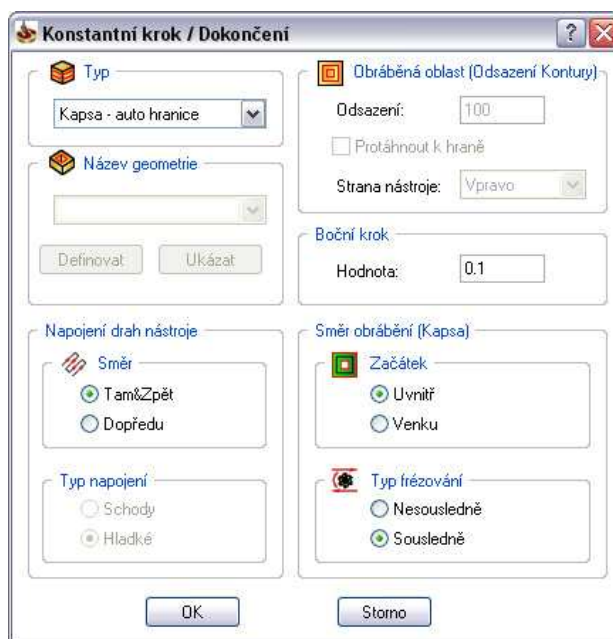 Konstantní krok / Dokončení
Typ
Kapsa - auto hranice
Název geometrie
Definovat
Ukázat
Obráběná oblast (Odsazení Kontury)
Odsazení:
100
Protáhnout k hraně
Strana nástroje:
Vpravo
Boční krok
Hodnota:
0.1
Napojení drah nástroje
Směr
Tam&Zpět
Dopředu
Typ napojení
Schody
Hladké
Směr obrábění (Kapsa)
Začátek
Uvnitř
Venku
Typ frézování
Nesousledně
Sousledně
OK
Storno